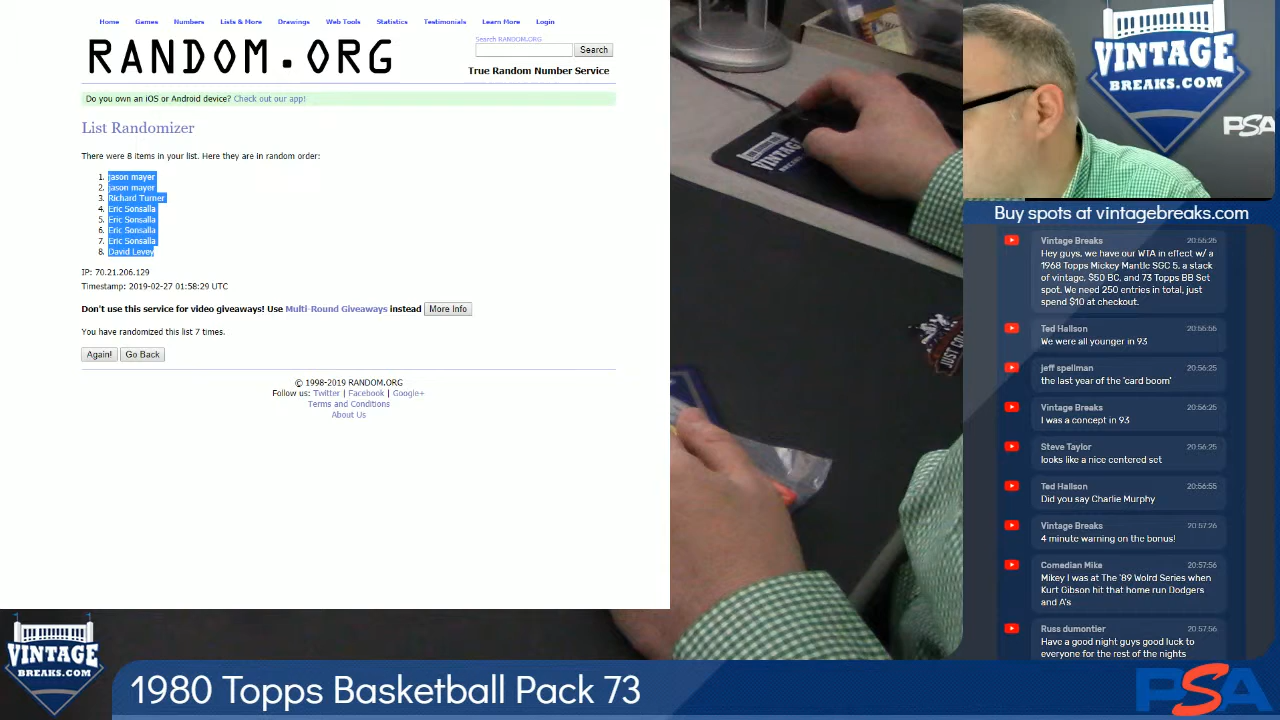 Home Games Numbers Lists & More Drawings Web Tools Statistics Testimonials Learn More Login
RANDOM.ORG
Search RANDOM.ORG
Search
True Random Number Service
Do you own an iOS or Android device? Check out our app!
List Randomizer
There were 8 items in your list. Here they are in random order:
1. jason mayer
2. jason mayer
3. Richard Turner
4. Eric Sonsalla
5. Eric Sonsalla
6. Eric Sonsalla
7. Eric Sonsalla
8. David Levey
IP: 70.21.206.129
Timestamp: 2019-02-27 01:58:29 UTC
Don't use this service for video giveaways! Use Multi-Round Giveaways instead More Info
You have randomized this list 7 times.
Again! Go Back
© 1998-2019 RANDOM.ORG
Follow us: Twitter | Facebook | Google+
Terms and Conditions
About Us
VINTAGE
JUST
VINTAGE
BREAKS.COM
PSA
Buy spots at vintagebreaks.com
Vintage Breaks 20:55:25
Hey guys, we have our WTA in effect w/ a
1968 Topps Mickey Mantle SGC 5, a stack
of vintage, $50 BC, and 73 Topps BB Set
spot. We need 250 entries in total, just
spend $10 at checkout.
Ted Hallson 20:55:55
We were all younger in 93
jeff spellman 20:56:25
the last year of the 'card boom'
Vintage Breaks 20:56:25
I was a concept in 93
Steve Taylor 20:56:25
looks like a nice centered set
Ted Hallson 20:56:55
Did you say Charlie Murphy
Vintage Breaks 20:57:26
4 minute warning on the bonus!
Comedian Mike 20:57:56
Mikey I was at The '89 Wolrd Series when
Kurt Gibson hit that home run Dodgers
and A's
Russ dumontier 20:57:56
Have a good night guys good luck to
everyone for the rest of the nights
VINTAGE
BREAKS.COM
1980 Topps Basketball Pack 73
PSA